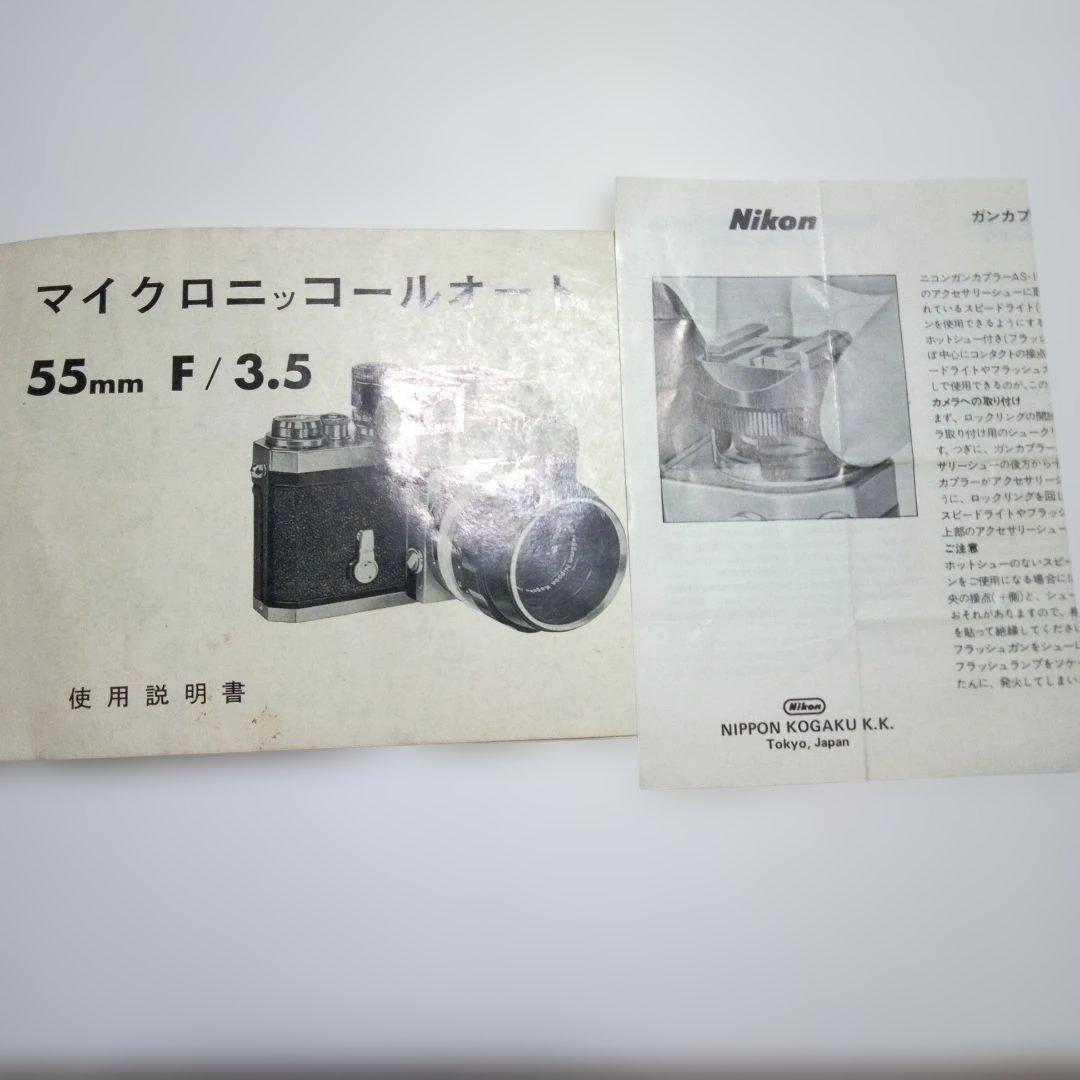 マイクロニッコールオート
55mm F/3.5
使用説明書
Nikon
ガンカプ
ニコンガンカプラーAS-
のアクセサリーシューに取
れているスピードライト(
ンを使用できるようにする
ホットシュー付き(フラッシ
ぼ中心にコンタクトの接点
ードライトやフラッシュガ
しで使用できるのが、この
カメラへの取り付け
まず、ロックリングの開放
ラ取り付け用のシューク
す。つぎに、ガンカプラー
サリーシューの後方から
カプラーがアクセサリーシ
うに、ロックリングを回し
スピードライトやフラッシ
上部のアクセサリーシュー
ご注意
ホットシューのないスピー
ンをご使用になる場合には
央の接点(+側)と、シュー
おそれがありますので、
を貼って絶縁してください
フラッシュガンをシューに
フラッシュランプをソケッ
たんに、発火してしまい
Nikon
NIPPON KOGAKU K.K.
Tokyo, Japan